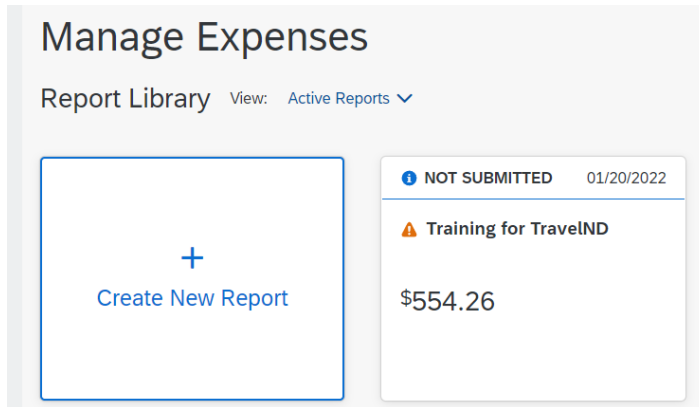 Manage Expenses
Report Library View: Active Reports
NOT SUBMITTED 01/20/2022
Training for TravelND
+
Create New Report
$554.26